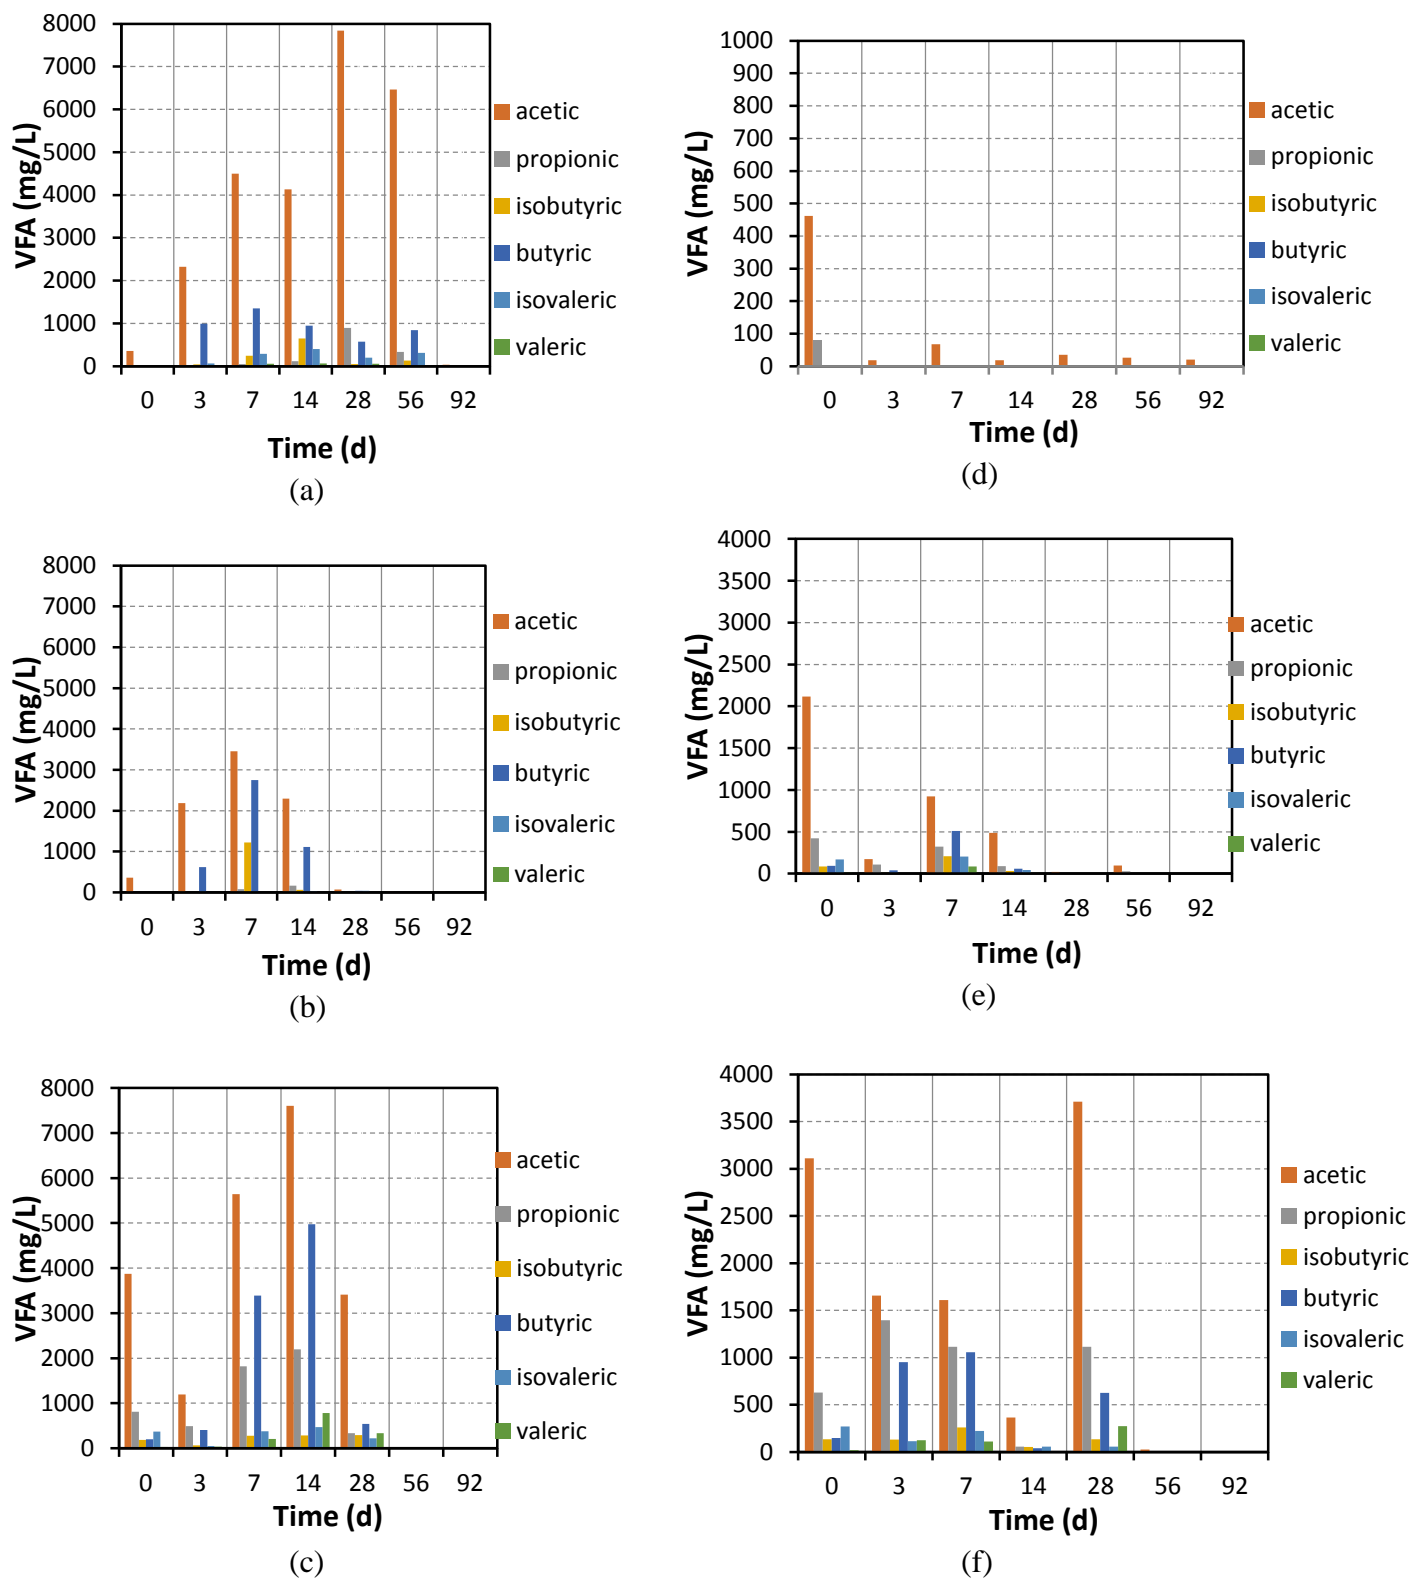 8000
7000
6000
5000
4000
3000
2000
1000
0
VFA (mg/L)
0 3 7 14 28 56 92
Time (d)
acetic
propionic
isobutyric
butyric
isovaleric
valeric
(a)
1000
900
800
700
600
500
400
300
200
100
0
VFA (mg/L)
0 3 7 14 28 56 92
Time (d)
acetic
propionic
isobutyric
butyric
isovaleric
valeric
(d)
8000
7000
6000
5000
4000
3000
2000
1000
0
VFA (mg/L)
0 3 7 14 28 56 92
Time (d)
acetic
propionic
isobutyric
butyric
isovaleric
valeric
(b)
4000
3500
3000
2500
2000
1500
1000
500
0
VFA (mg/L)
0 3 7 14 28 56 92
Time (d)
acetic
propionic
isobutyric
butyric
isovaleric
valeric
(e)
8000
7000
6000
5000
4000
3000
2000
1000
0
VFA (mg/L)
0 3 7 14 28 56 92
Time (d)
acetic
propionic
isobutyric
butyric
isovaleric
valeric
(c)
4000
3500
3000
2500
2000
1500
1000
500
0
VFA (mg/L)
0 3 7 14 28 56 92
Time (d)
acetic
propionic
isobutyric
butyric
isovaleric
valeric
(f)